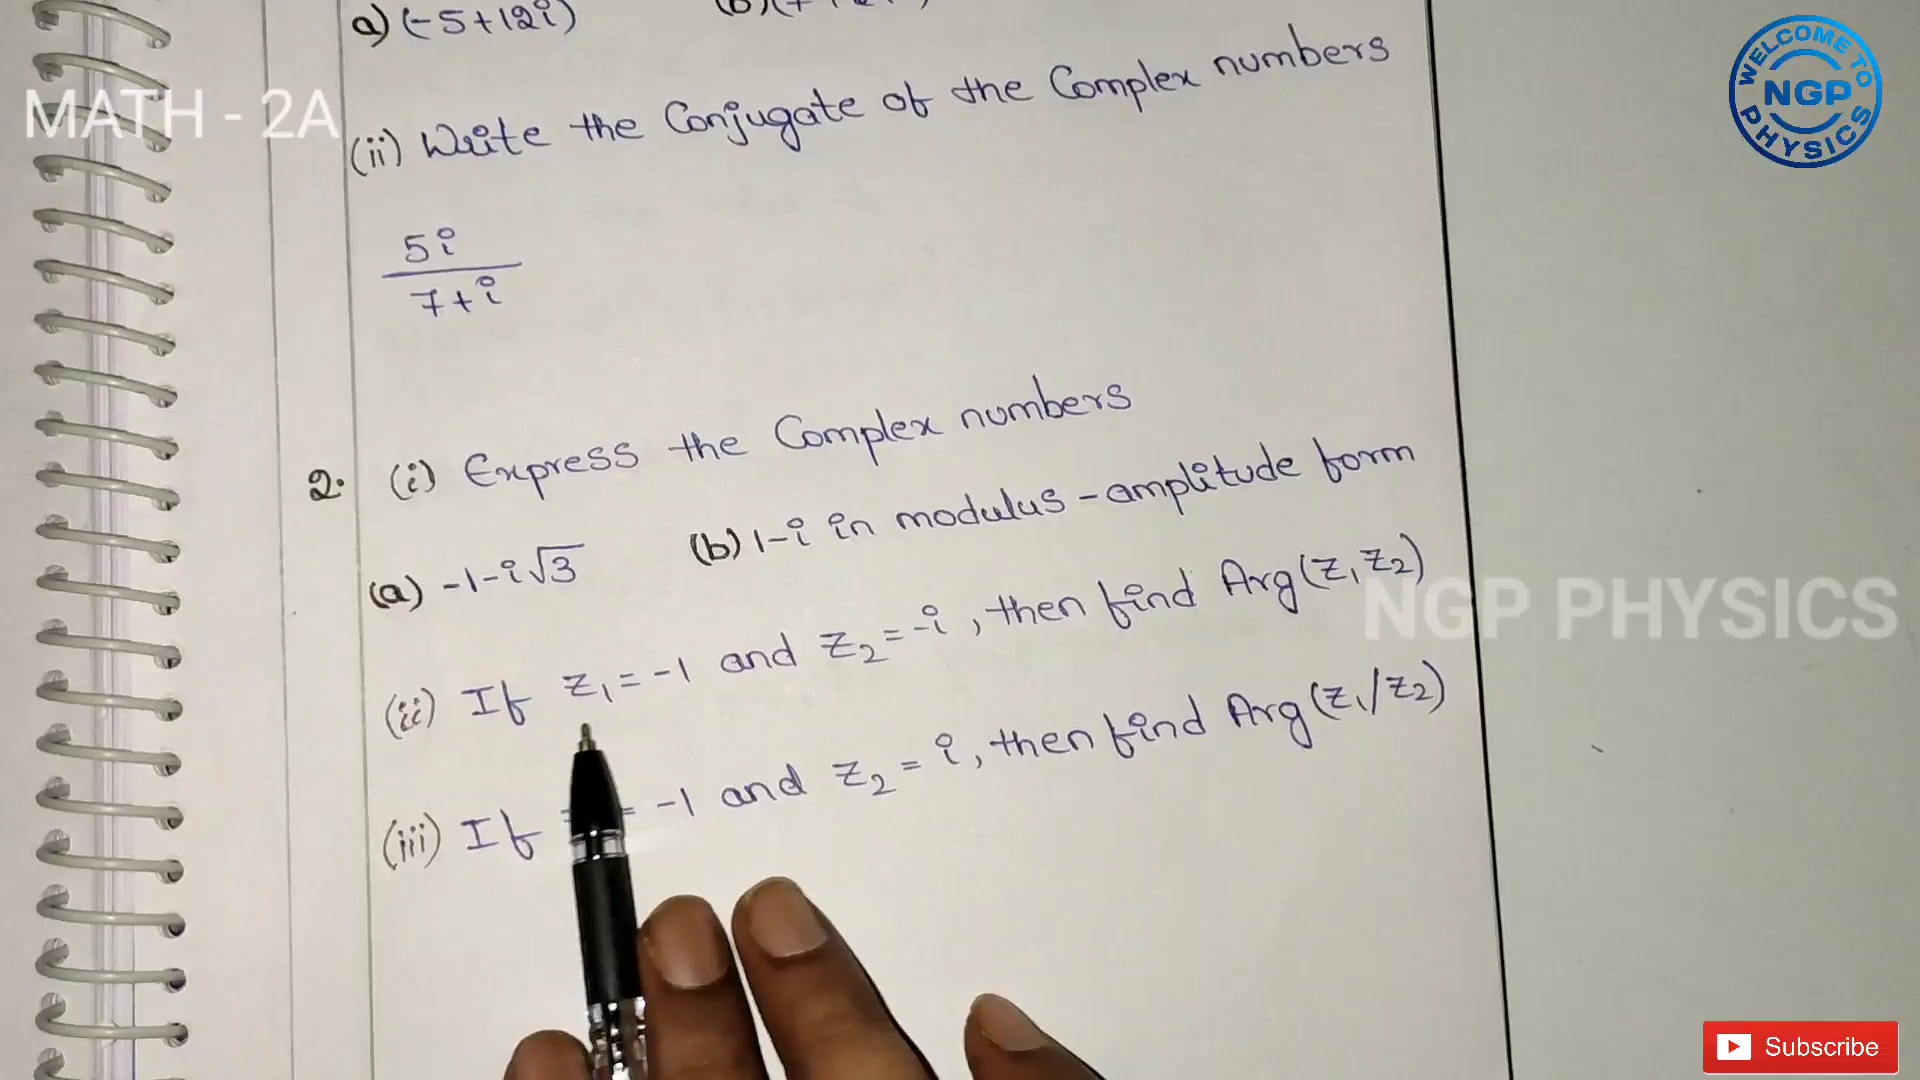 a) (-5+12i)
(ii) Write the Conjugate of the Complex numbers
5i
7+i
2. (i) Express the Complex numbers
(a) -1-i√3 (b) 1-i in modulus-amplitude form
(ii) If z₁ = -1 and z₂ = -i, then find Arg(z₁z₂)
(iii) If = -1 and z₂ = i, then find Arg(z₁/z₂)
MATH - 2A
WELCOME TO
NGP
PHYSICS
NGP PHYSICS
Subscribe